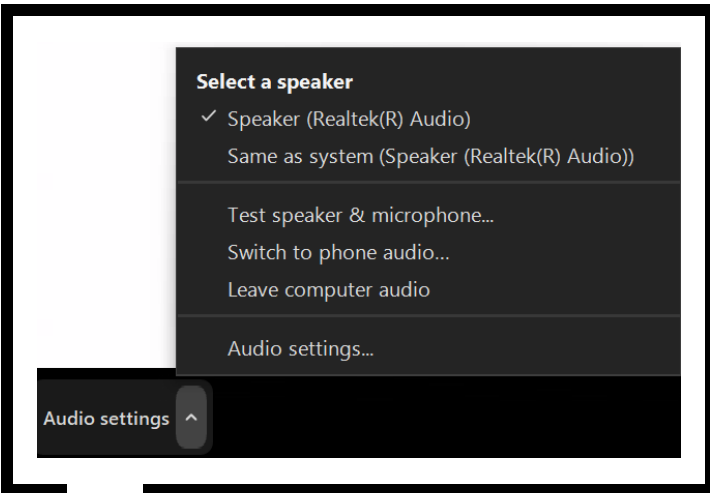 Select a speaker
Speaker (Realtek(R) Audio)
Same as system (Speaker (Realtek(R) Audio))
Test speaker & microphone...
Switch to phone audio...
Leave computer audio
Audio settings...
Audio settings